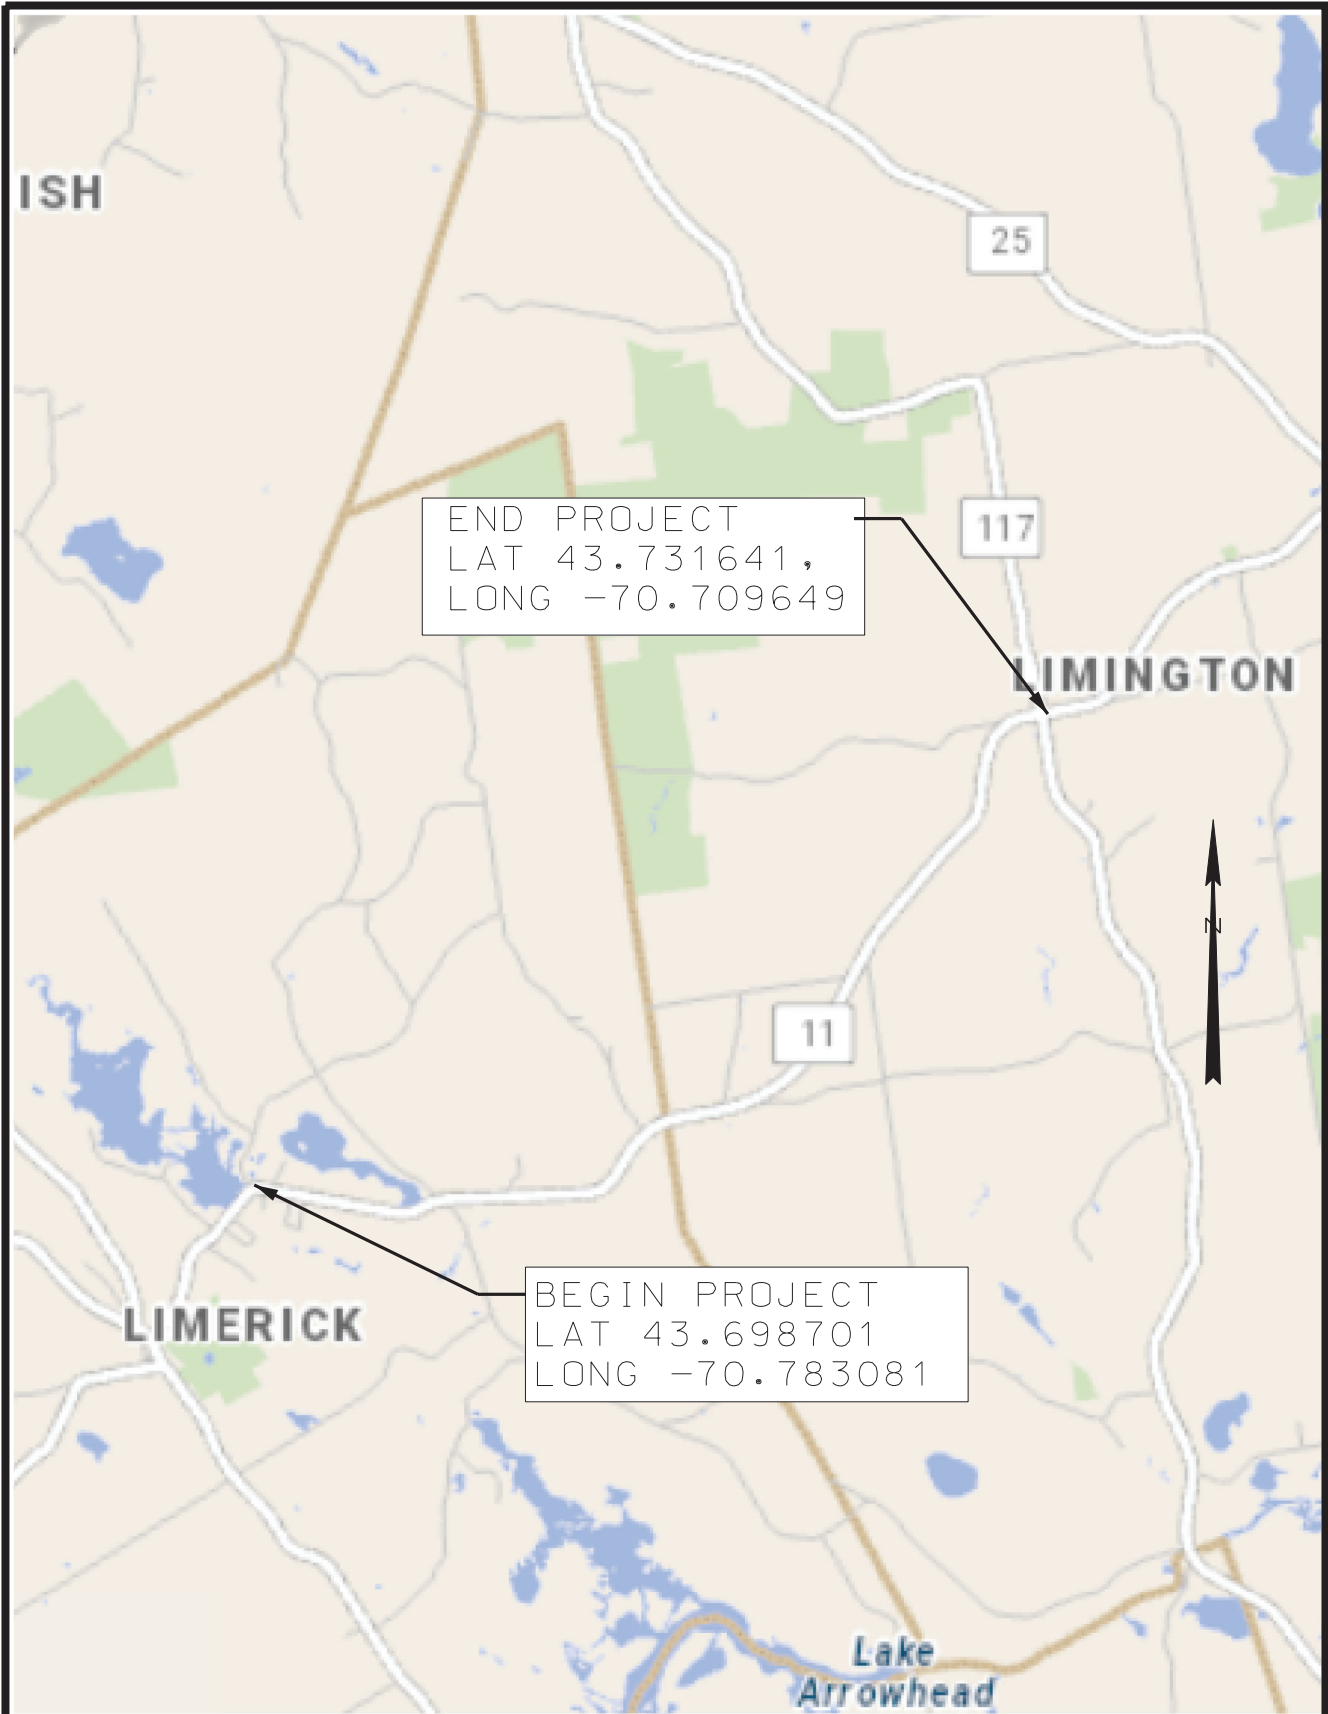 ISH
25
END PROJECT
LAT 43.731641,
LONG -70.709649
117
LIMINGTON
N
11
BEGIN PROJECT
LAT 43.698701
LONG -70.783081
LIMERICK
Lake
Arrowhead